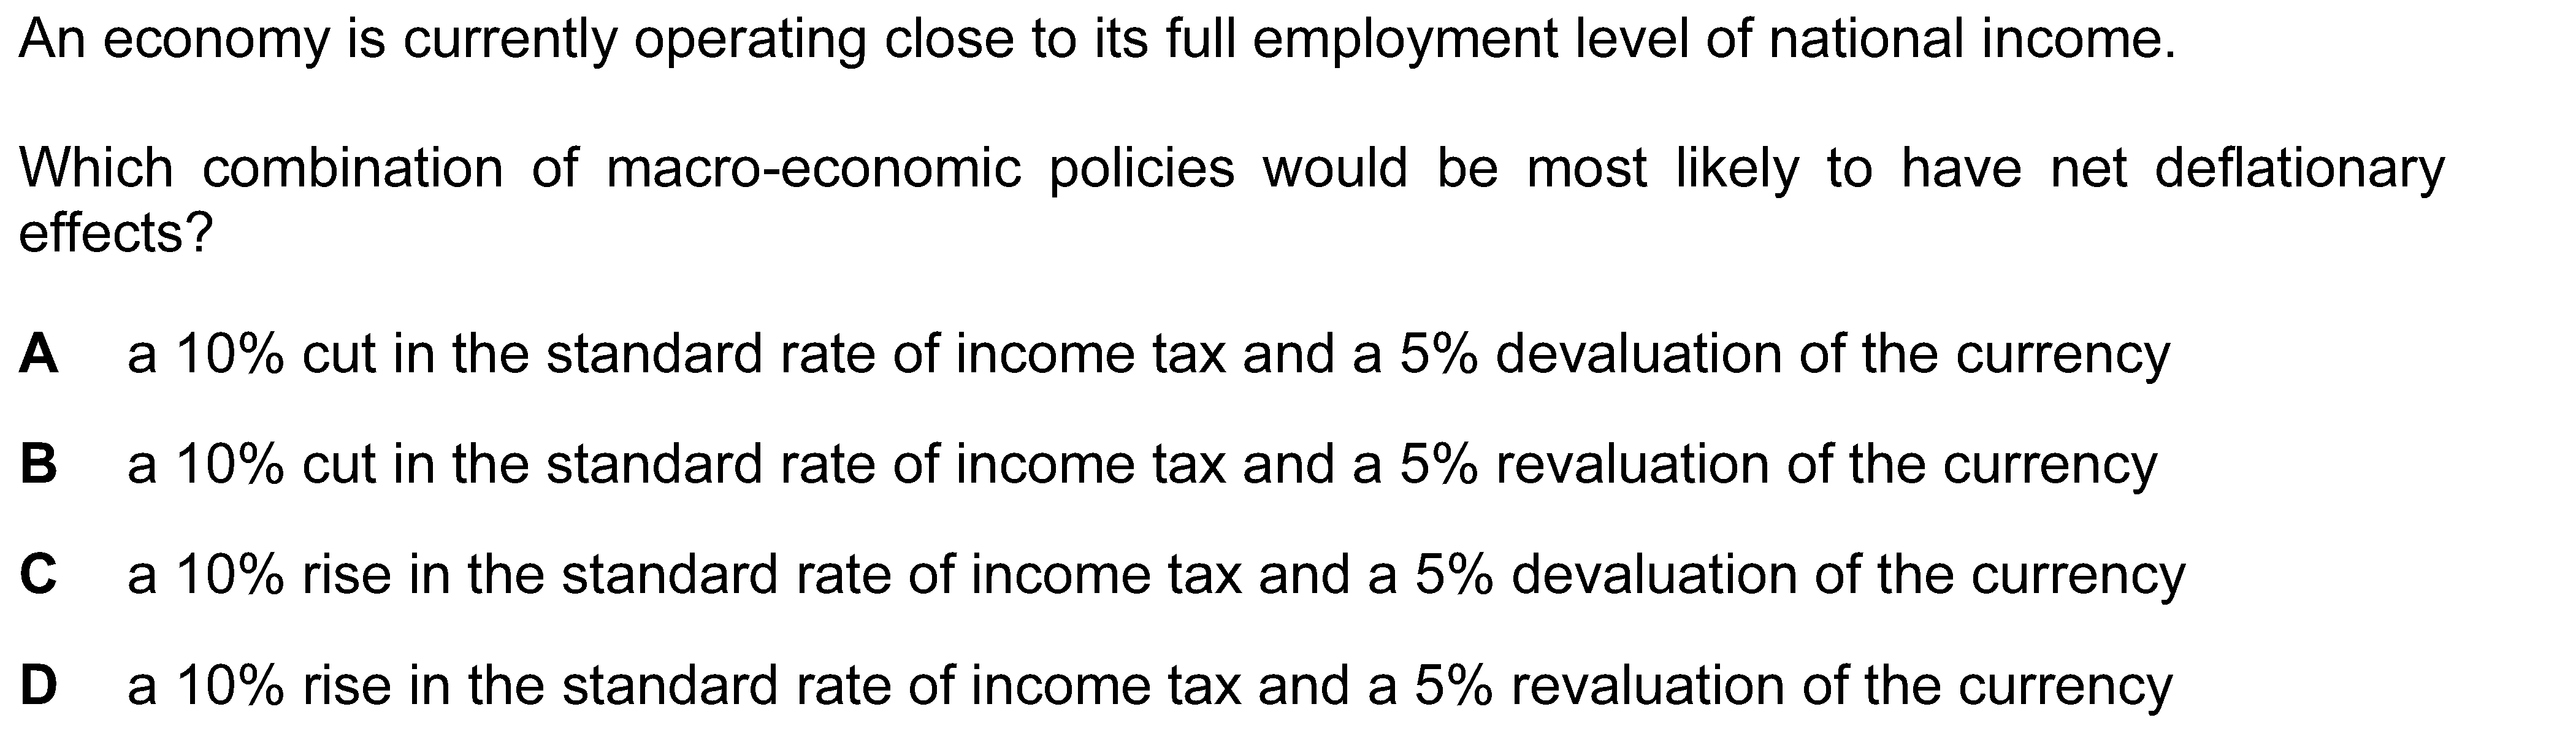 An economy is currently operating close to its full employment level of national income.
Which combination of macro-economic policies would be most likely to have net deflationary
effects?
A a 10% cut in the standard rate of income tax and a 5% devaluation of the currency
B a 10% cut in the standard rate of income tax and a 5% revaluation of the currency
C a 10% rise in the standard rate of income tax and a 5% devaluation of the currency
D a 10% rise in the standard rate of income tax and a 5% revaluation of the currency